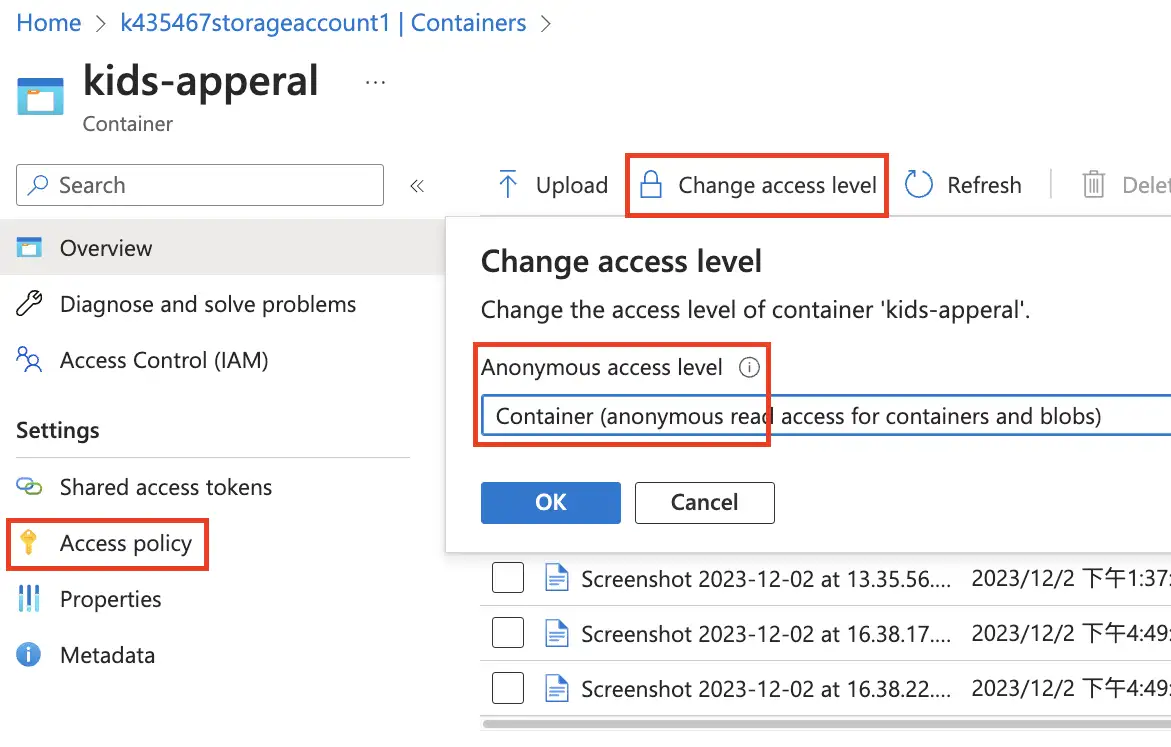 Home > k435467storageaccount1 | Containers >
kids-apperal ...
Container
Search «
Upload Change access level Refresh Delet
Overview
Diagnose and solve problems
Access Control (IAM)
Settings
Shared access tokens
Access policy
Properties
Metadata
Change access level
Change the access level of container 'kids-apperal'.
Anonymous access level
Container (anonymous read access for containers and blobs)
OK Cancel
Screenshot 2023-12-02 at 13.35.56.... 2023/12/2 下午1:37:
Screenshot 2023-12-02 at 16.38.17.... 2023/12/2 下午4:49:
Screenshot 2023-12-02 at 16.38.22.... 2023/12/2 下午4:49: